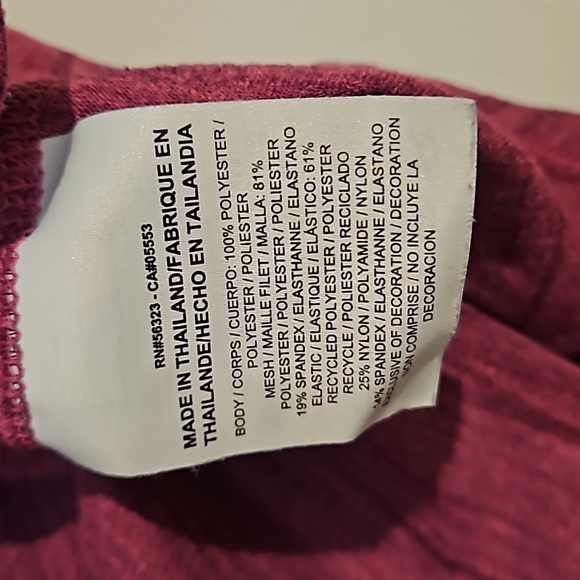 RN#56323 - CA#05553
MADE IN THAILAND/FABRIQUE EN
THAILANDE/HECHO EN TAILANDIA
BODY / CORPS / CUERPO: 100% POLYESTER /
POLYESTER / POLIESTER
MESH / MAILLE FILET / MALLA: 81%
POLYESTER / POLYESTER / POLIESTER
19% SPANDEX / ELASTHANNE / ELASTANO
ELASTIC / ELASTIQUE / ELÁSTICO: 61%
RECYCLED POLYESTER / POLYESTER
RECYCLE / POLIESTER RECICLADO
25% NYLON / POLYAMIDE / NYLON
SPANDEX / ELASTHANNE / ELASTANO
OF DECORATION / DECORATION
COMPRISE / NO INCLUYE LA
DECORACION